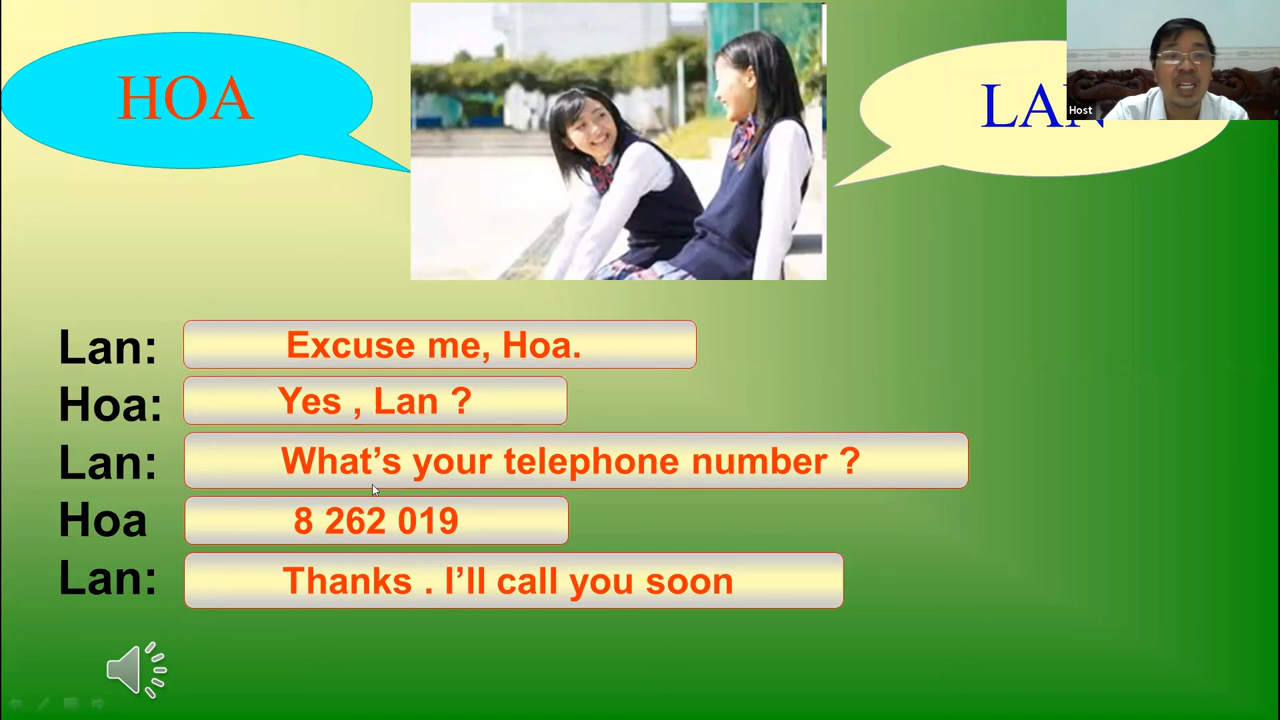 HOA
LAN
Host
Lan: Excuse me, Hoa.
Hoa: Yes , Lan ?
Lan: What’s your telephone number ?
Hoa 8 262 019
Lan: Thanks . I’ll call you soon